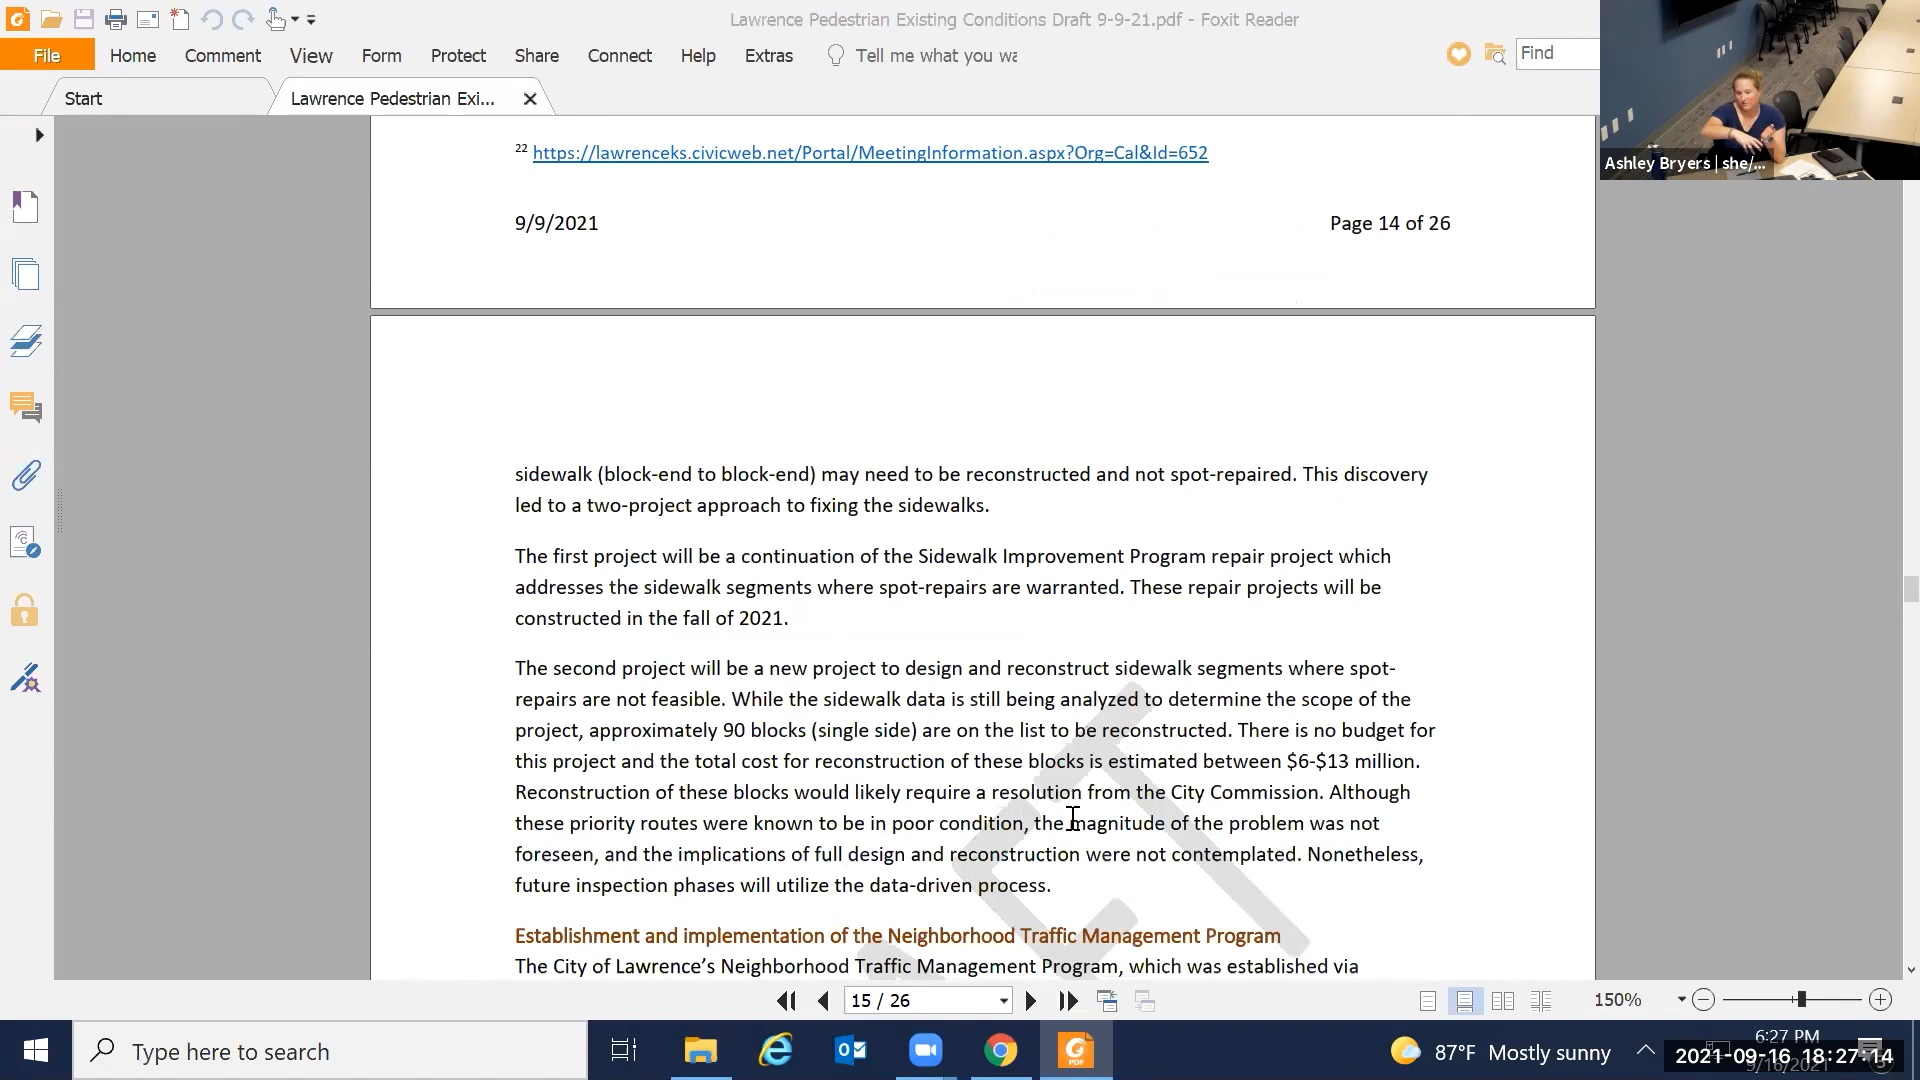 Lawrence Pedestrian Existing Conditions Draft 9-9-21.pdf - Foxit Reader
File Home Comment View Form Protect Share Connect Help Extras Tell me what you wa Find
Start Lawrence Pedestrian Exi...
Ashley Bryers | she/...
22 https://lawrenceks.civicweb.net/Portal/MeetingInformation.aspx?Org=Cal&Id=652
9/9/2021 Page 14 of 26
sidewalk (block-end to block-end) may need to be reconstructed and not spot-repaired. This discovery
led to a two-project approach to fixing the sidewalks.
The first project will be a continuation of the Sidewalk Improvement Program repair project which
addresses the sidewalk segments where spot-repairs are warranted. These repair projects will be
constructed in the fall of 2021.
The second project will be a new project to design and reconstruct sidewalk segments where spot-
repairs are not feasible. While the sidewalk data is still being analyzed to determine the scope of the
project, approximately 90 blocks (single side) are on the list to be reconstructed. There is no budget for
this project and the total cost for reconstruction of these blocks is estimated between $6-$13 million.
Reconstruction of these blocks would likely require a resolution from the City Commission. Although
these priority routes were known to be in poor condition, the magnitude of the problem was not
foreseen, and the implications of full design and reconstruction were not contemplated. Nonetheless,
future inspection phases will utilize the data-driven process.
Establishment and implementation of the Neighborhood Traffic Management Program
The City of Lawrence’s Neighborhood Traffic Management Program, which was established via
15 / 26 150%
Type here to search
87°F Mostly sunny
6:27 PM
9/16/2021
2021-09-16 18:27:14